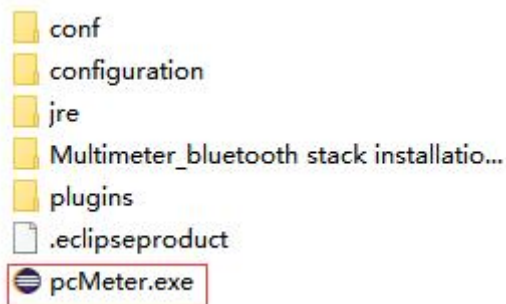 conf
configuration
jre
Multimeter_bluetooth stack installatio...
plugins
.eclipseproduct
pcMeter.exe